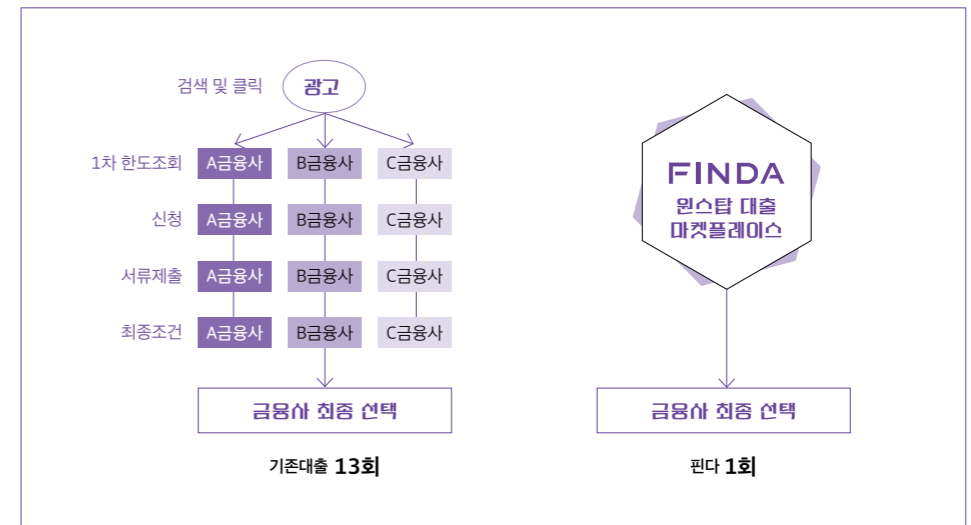 검색 및 클릭 광고
1차 한도조회 A금융사 B금융사 C금융사
신청 A금융사 B금융사 C금융사
서류제출 A금융사 B금융사 C금융사
최종조건 A금융사 B금융사 C금융사
금융사 최종 선택
기존대출 13회
FINDA
원스탑 대출
마켓플레이스
금융사 최종 선택
핀다 1회